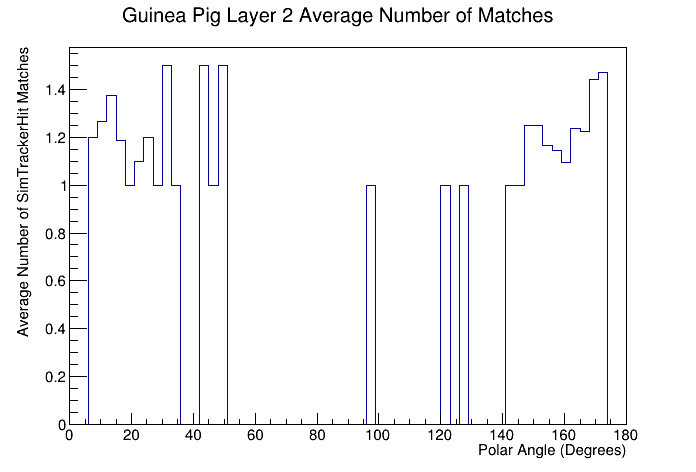 Guinea Pig Layer 2 Average Number of Matches
Average Number of SimTrackerHit Matches
1.4
1.2
1
0.8
0.6
0.4
0.2
0
0 20 40 60 80 100 120 140 160 180
Polar Angle (Degrees)